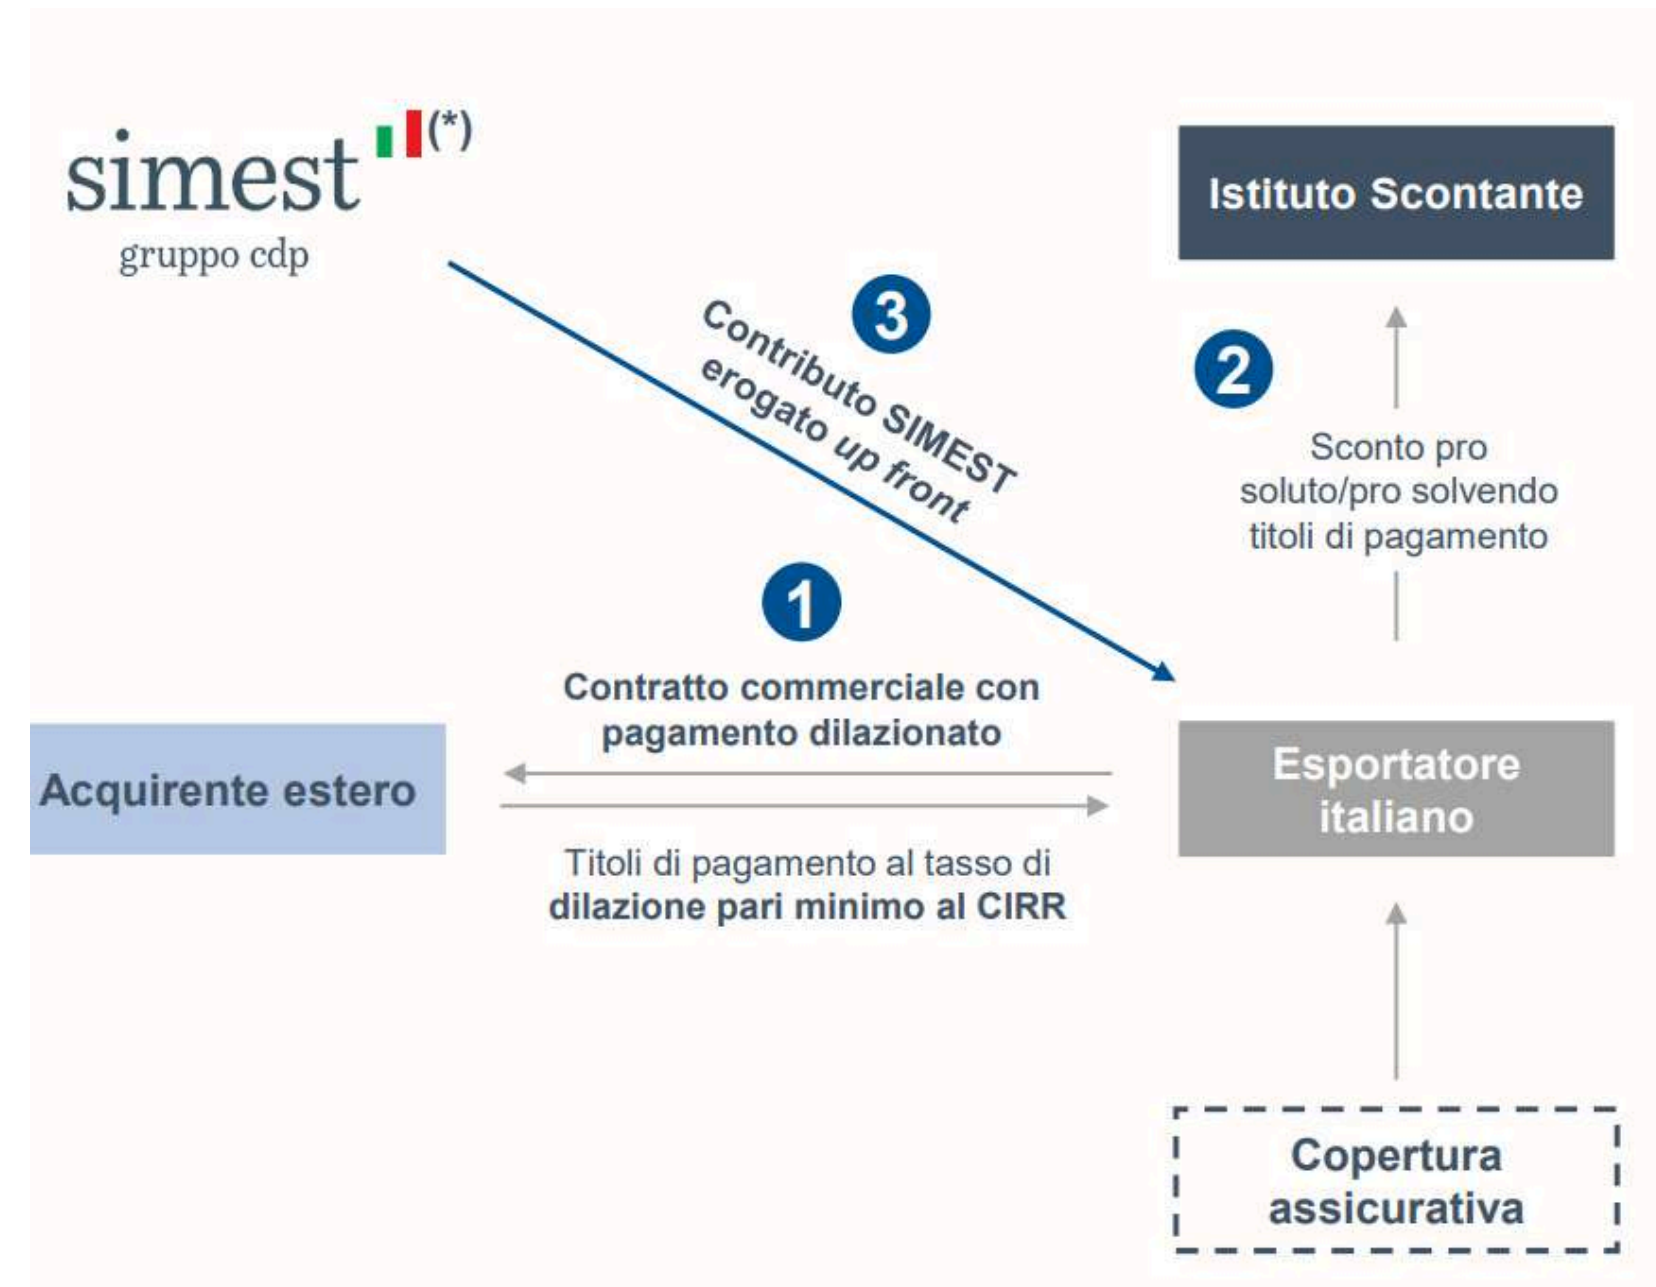 simest (*)
gruppo cdp
Istituto Scontante
3
Contributo SIMEST
erogato up front
2
Sconto pro
soluto/pro solvendo
titoli di pagamento
1
Contratto commerciale con
pagamento dilazionato
Acquirente estero
Esportatore
italiano
Titoli di pagamento al tasso di
dilazione pari minimo al CIRR
Copertura
assicurativa